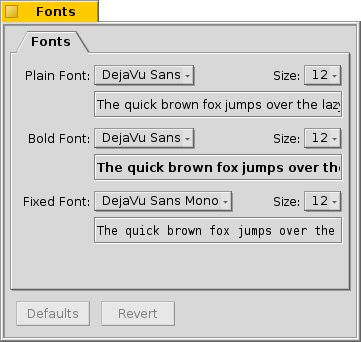 Fonts
Fonts
Plain Font: DejaVu Sans Size: 12
The quick brown fox jumps over the lazy
Bold Font: DejaVu Sans Size: 12
The quick brown fox jumps over the
Fixed Font: DejaVu Sans Mono Size: 12
The quick brown fox jumps over the
Defaults Revert